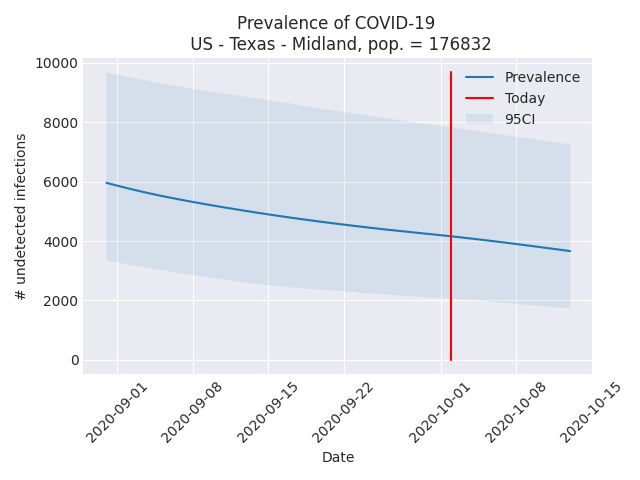 Prevalence of COVID-19
US - Texas - Midland, pop. = 176832
10000
8000
6000
4000
2000
0
# undetected infections
Prevalence
Today
95CI
2020-09-01
2020-09-08
2020-09-15
2020-09-22
2020-10-01
2020-10-08
2020-10-15
Date